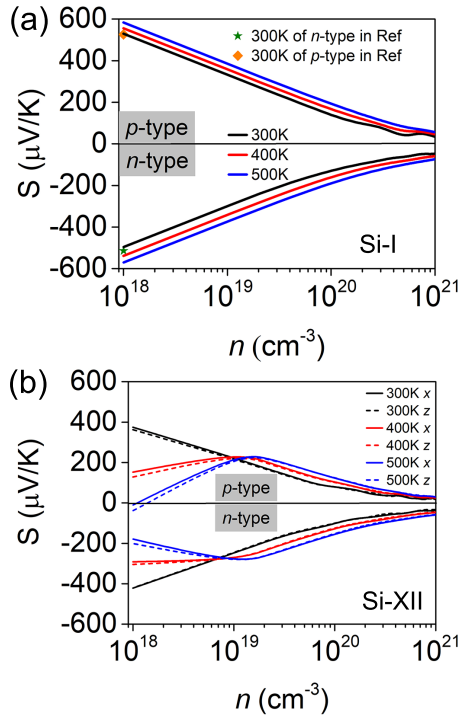 (a)
600
400
200
0
-200
-400
-600
S (μV/K)
300K of n-type in Ref
300K of p-type in Ref
p-type
n-type
300K
400K
500K
Si-I
10^18
10^19
10^20
10^21
n (cm^-3)
(b)
600
400
200
0
-200
-400
-600
S (μV/K)
300K x
300K z
400K x
400K z
500K x
500K z
p-type
n-type
Si-XII
10^18
10^19
10^20
10^21
n (cm^-3)